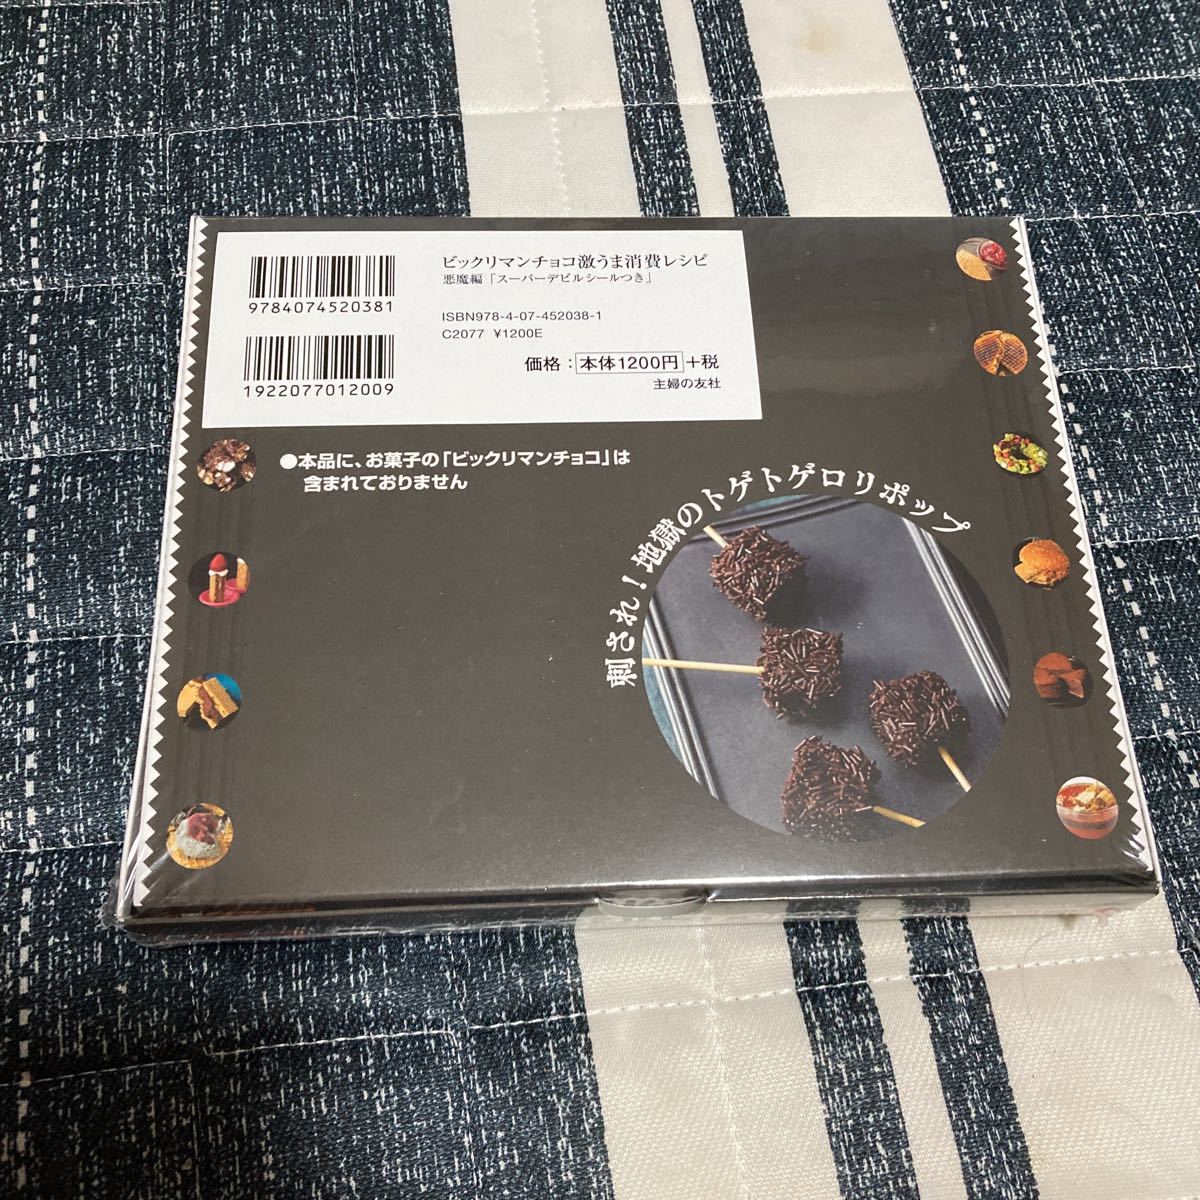 9784074520381
1922077012009
ビックリマンチョコ激うま消費レシピ
悪魔編「スーパーデビルシールつき」
ISBN978-4-07-452038-1
C2077 ¥1200E
価格：本体1200円+税
主婦の友社
●本品に、お菓子の「ビックリマンチョコ」は
含まれておりません
刺され！地獄のトゲトゲロリポップ